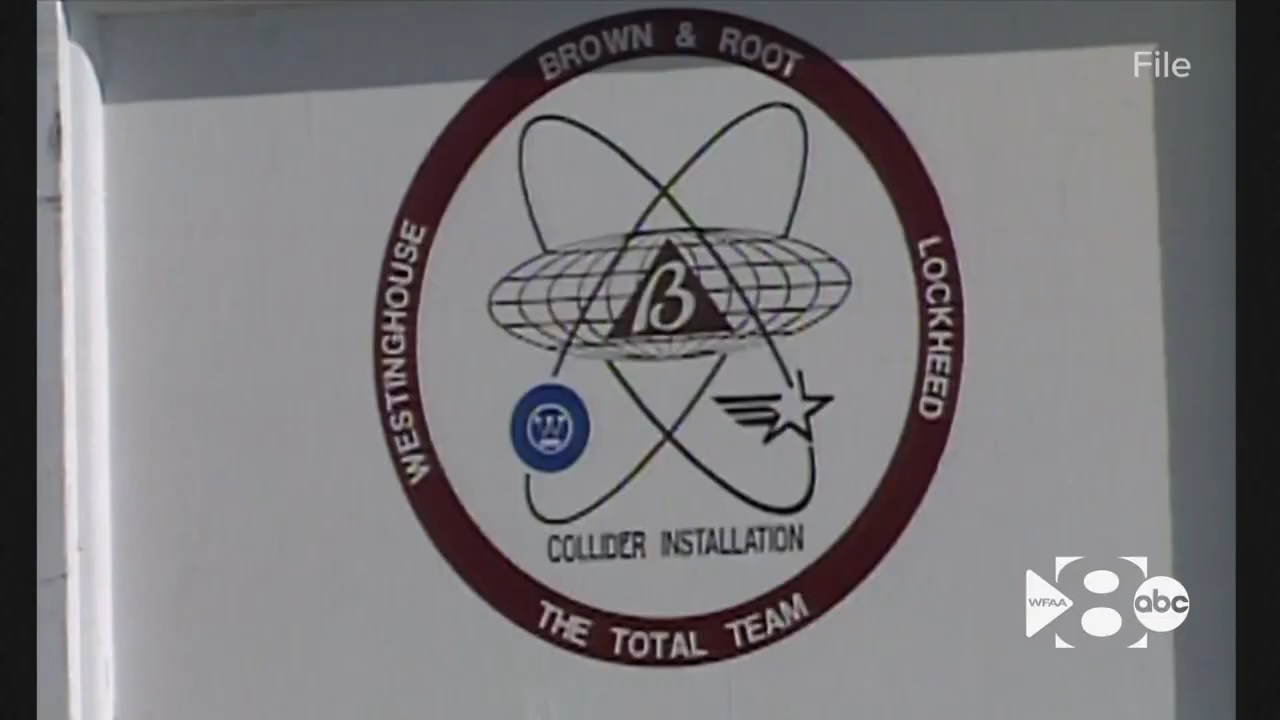 BROWN & ROOT
File
WESTINGHOUSE
LOCKHEED
β
W
COLLIDER INSTALLATION
THE TOTAL TEAM
WFAA 8 abc